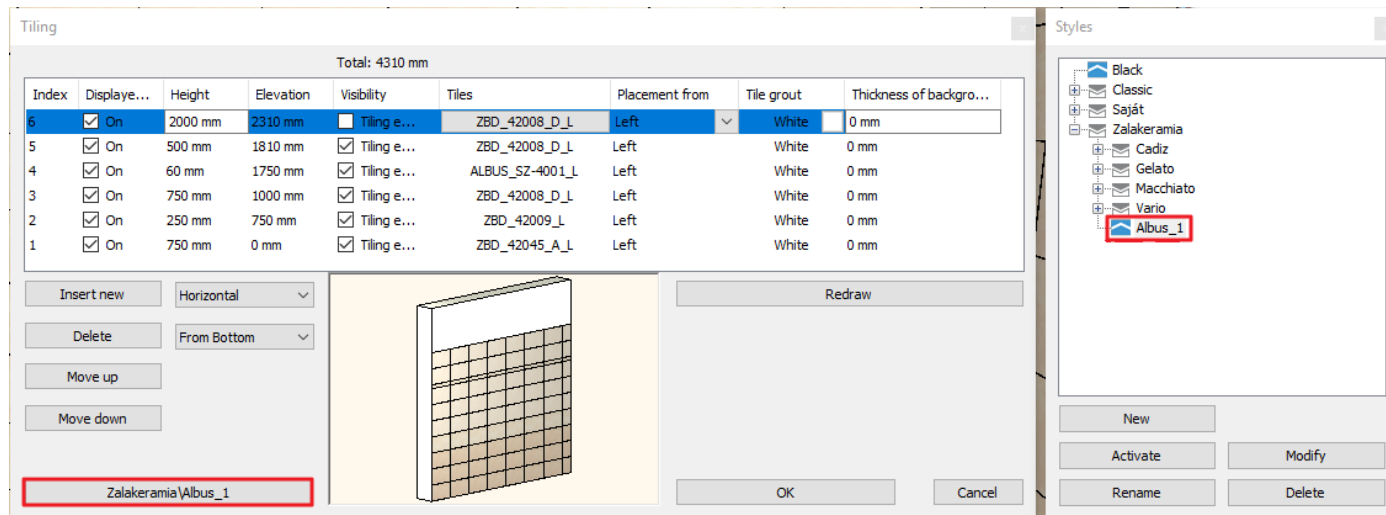 Tiling
Total: 4310 mm
Index Displaye... Height Elevation Visibility Tiles Placement from Tile grout Thickness of backgro...
6 On 2000 mm 2310 mm Tiling e... ZBD_42008_D_L Left White 0 mm
5 On 500 mm 1810 mm Tiling e... ZBD_42008_D_L Left White 0 mm
4 On 60 mm 1750 mm Tiling e... ALBUS_SZ-4001_L Left White 0 mm
3 On 750 mm 1000 mm Tiling e... ZBD_42008_D_L Left White 0 mm
2 On 250 mm 750 mm Tiling e... ZBD_42009_L Left White 0 mm
1 On 750 mm 0 mm Tiling e... ZBD_42045_A_L Left White 0 mm
Insert new Horizontal Redraw
Delete From Bottom
Move up
Move down
Zalakeramia\Albus_1 OK Cancel
Styles
Black
Classic
Saját
Zalakeramia
Cadiz
Gelato
Macchiato
Vario
Albus_1
New
Activate Modify
Rename Delete